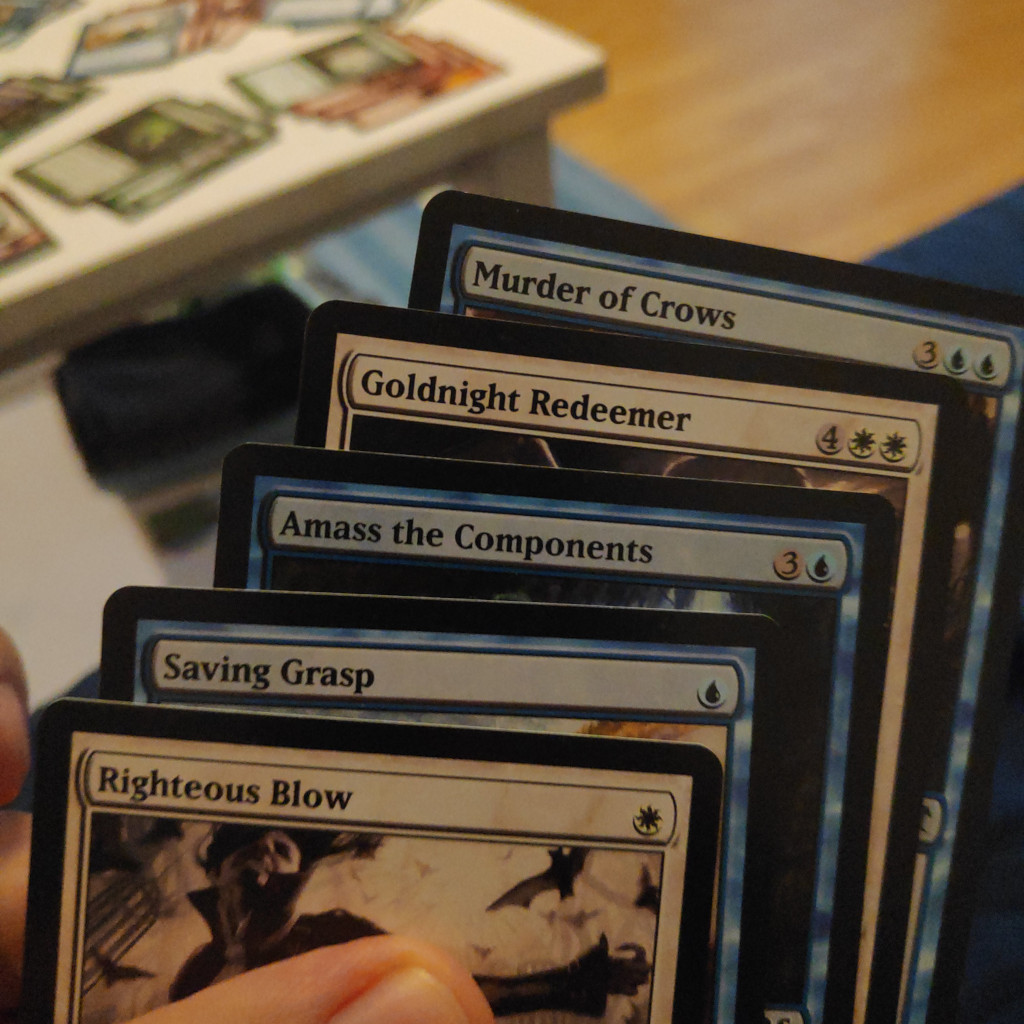 Murder of Crows
3
Goldnight Redeemer
4
Amass the Components
3
Saving Grasp
Righteous Blow